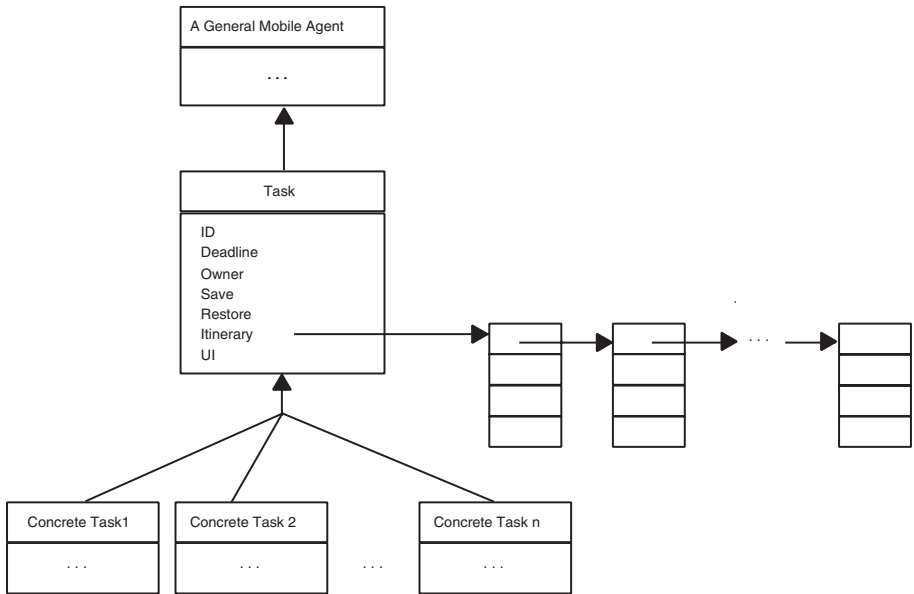 A General Mobile Agent
...
Task
ID
Deadline
Owner
Save
Restore
Itinerary
...
UI
Concrete Task1
Concrete Task 2
Concrete Task n
...
...
...
...